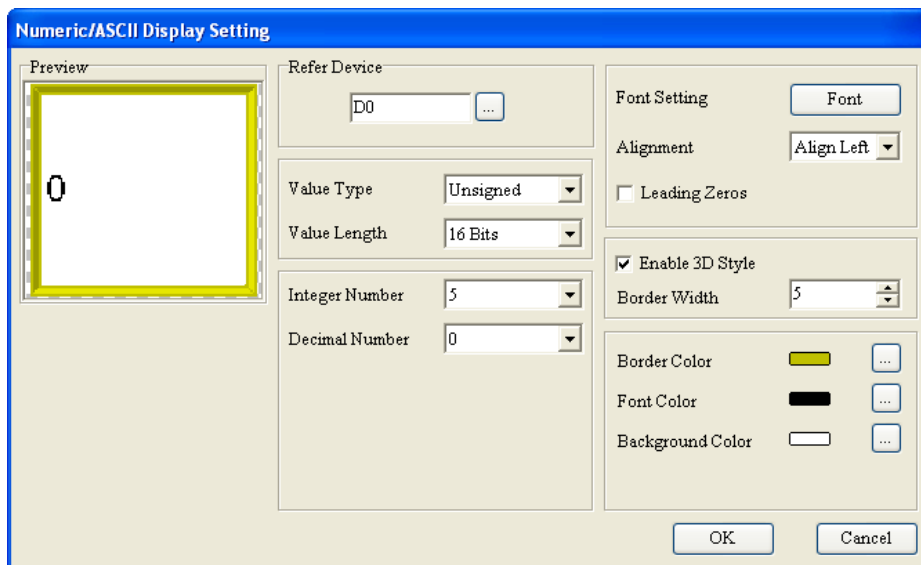 Numeric/ASCII Display Setting
Preview
0
Refer Device
D0
...
Value Type
Unsigned
Value Length
16 Bits
Integer Number
5
Decimal Number
0
Font Setting
Font
Alignment
Align Left
Leading Zeros
Enable 3D Style
Border Width
5
Border Color
...
Font Color
...
Background Color
...
OK
Cancel